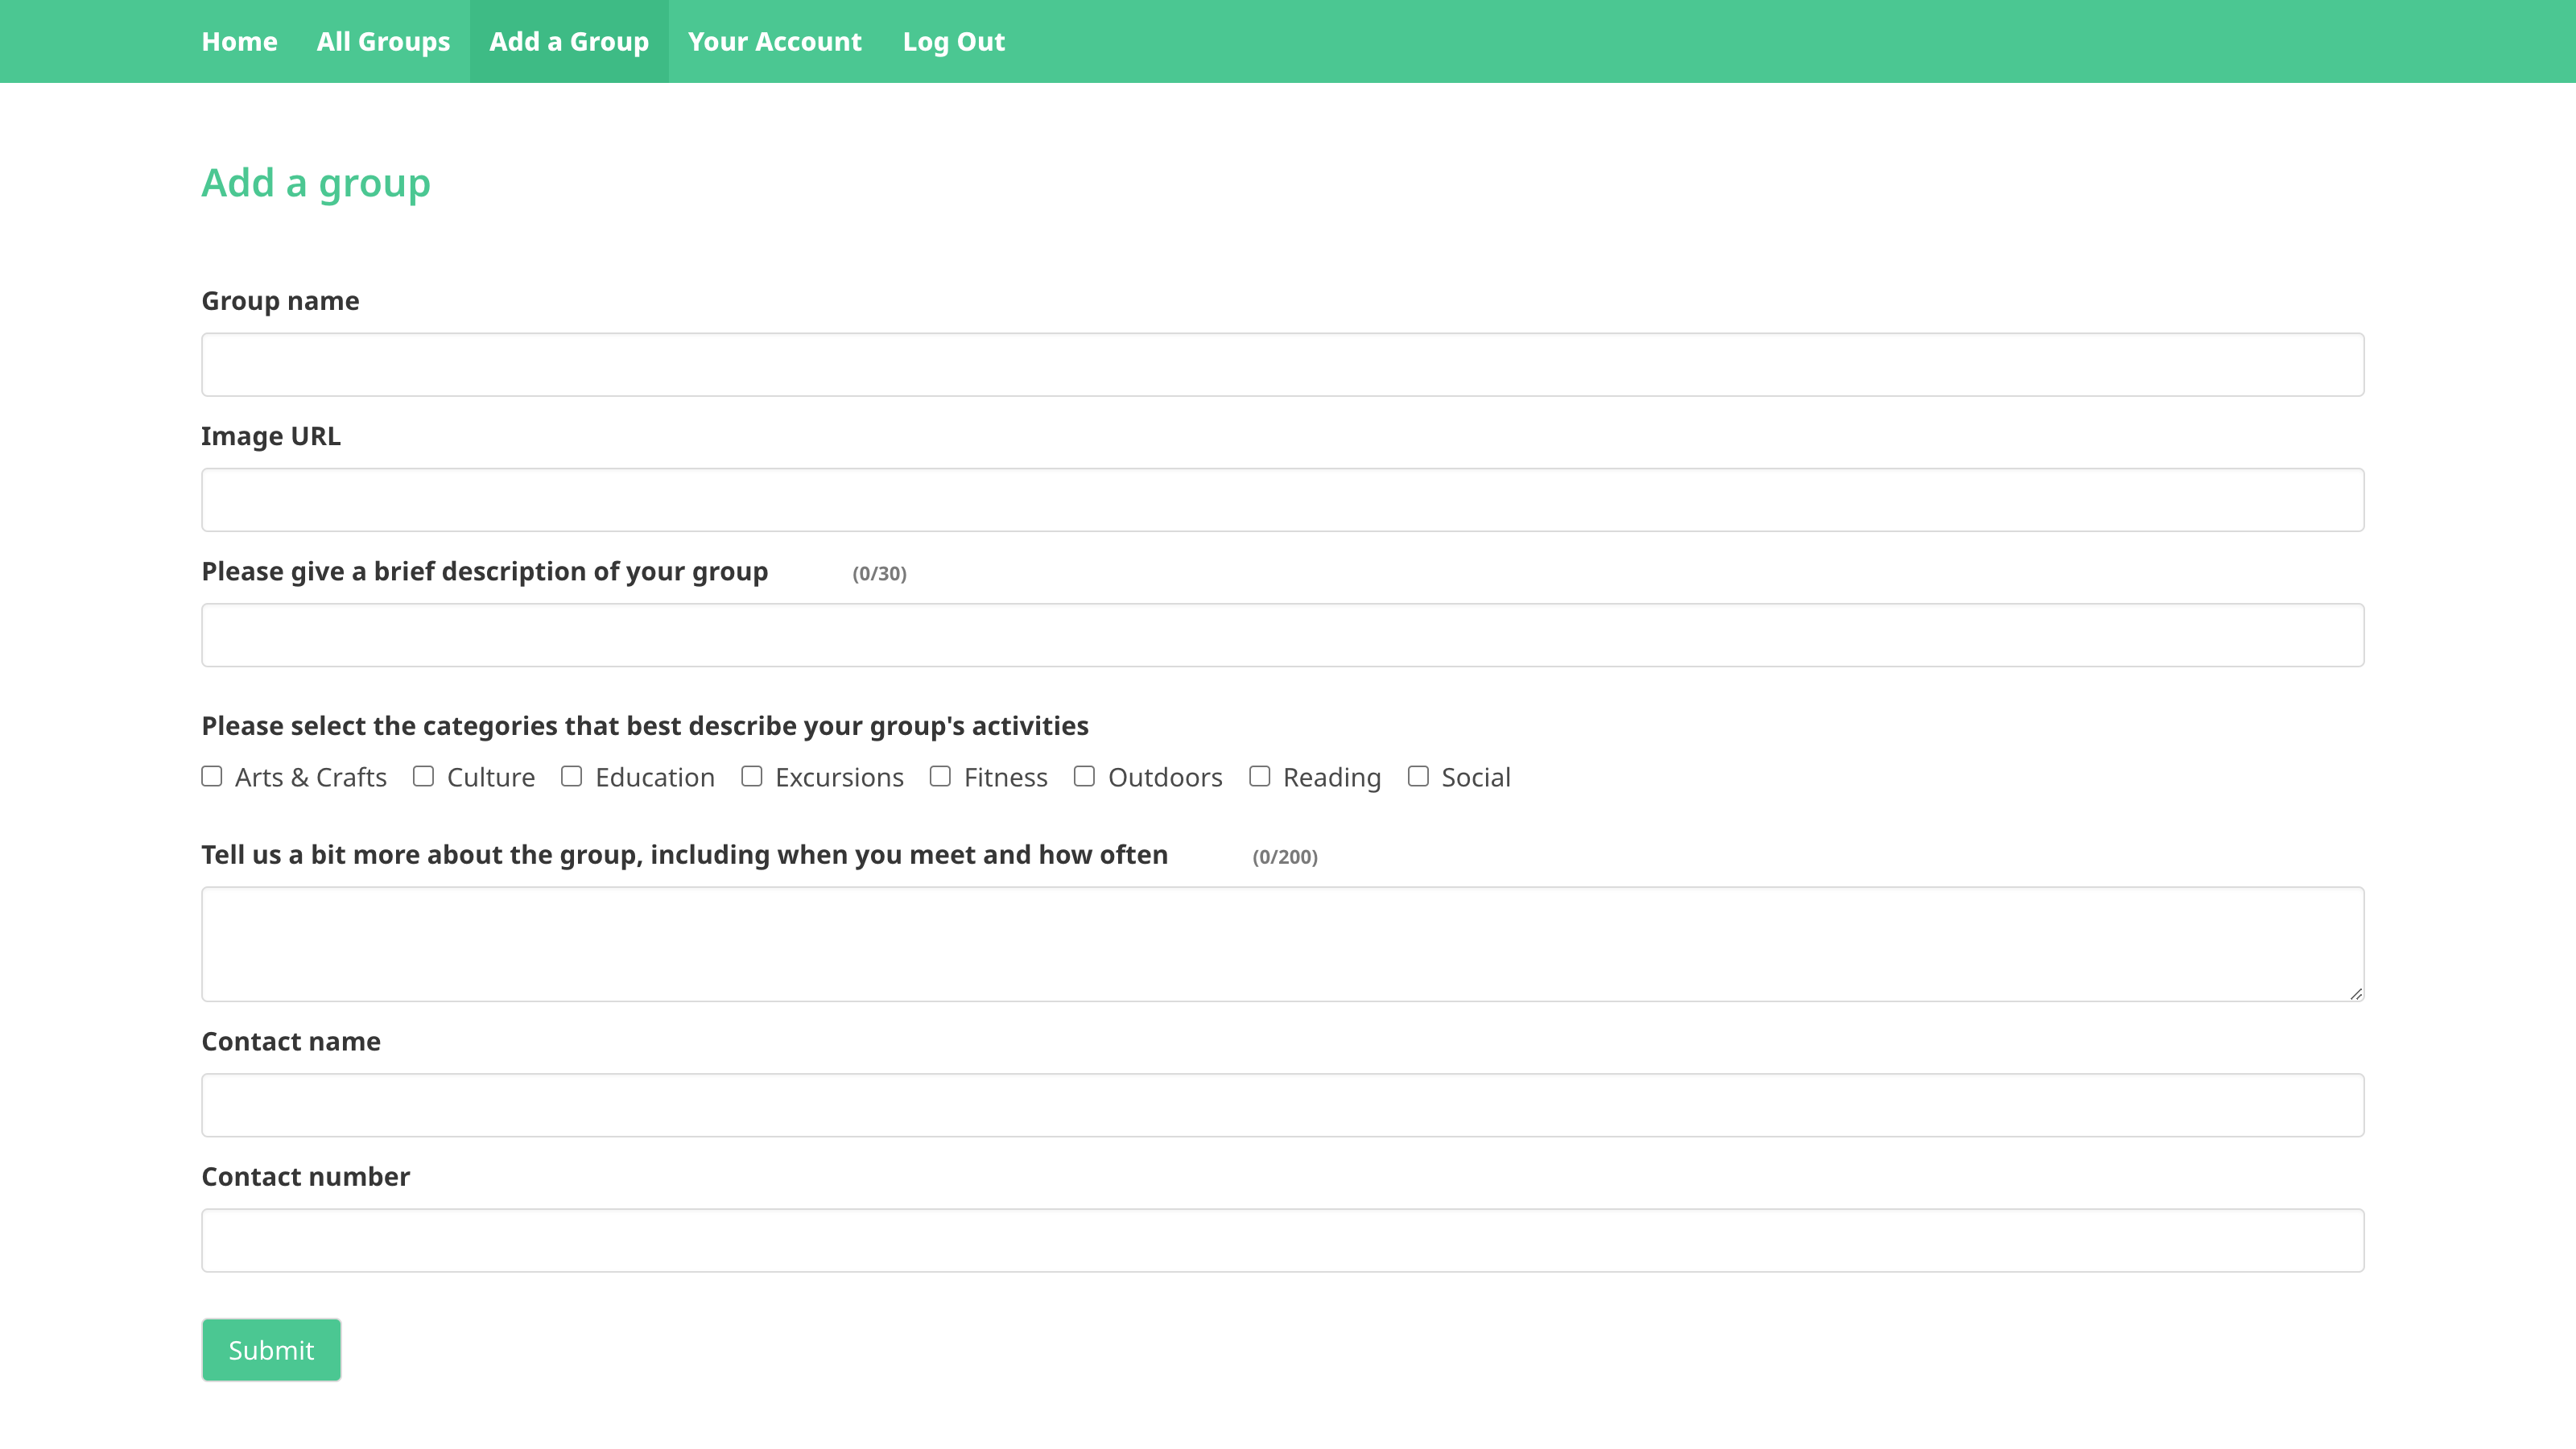 Home All Groups Add a Group Your Account Log Out
Add a group
Group name
Image URL
Please give a brief description of your group (0/30)
Please select the categories that best describe your group's activities
Arts & Crafts Culture Education Excursions Fitness Outdoors Reading Social
Tell us a bit more about the group, including when you meet and how often (0/200)
Contact name
Contact number
Submit